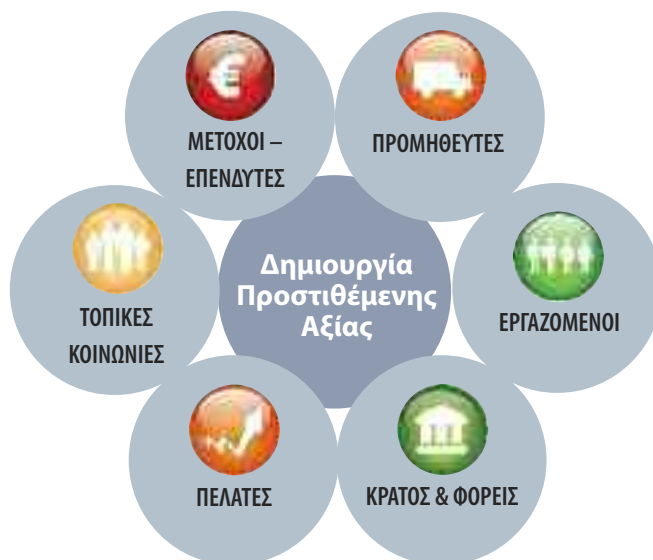 €
ΜΕΤΟΧΟΙ –
ΕΠΕΝΔΥΤΕΣ
ΠΡΟΜΗΘΕΥΤΕΣ
Δημιουργία
Προστιθέμενης
Αξίας
ΤΟΠΙΚΕΣ
ΚΟΙΝΩΝΙΕΣ
ΕΡΓΑΖΟΜΕΝΟΙ
ΠΕΛΑΤΕΣ
ΚΡΑΤΟΣ & ΦΟΡΕΙΣ